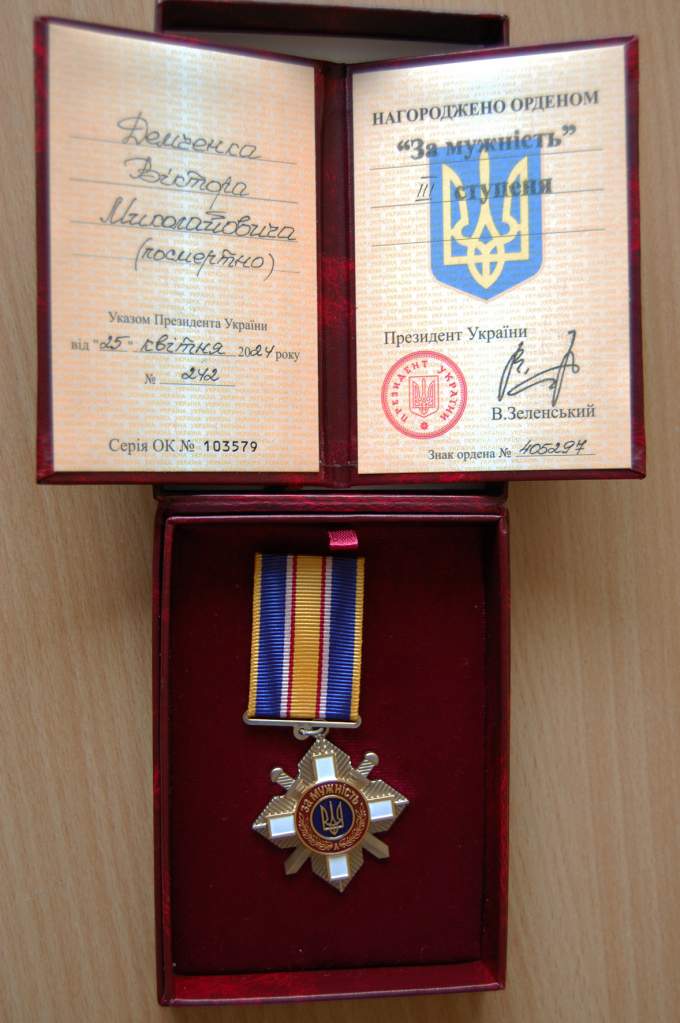 Демченка
Віктора
Миколайовича
(посмертно)
Указом Президента України
від "25" квітня 2024 року
№ 242
Серія ОК № 103579
НАГОРОДЖЕНО ОРДЕНОМ
“За мужність”
III ступеня
Президент України
ПРЕЗИДЕНТ УКРАЇНИ
В.Зеленський
Знак ордена № 405297
ЗА МУЖНІСТЬ